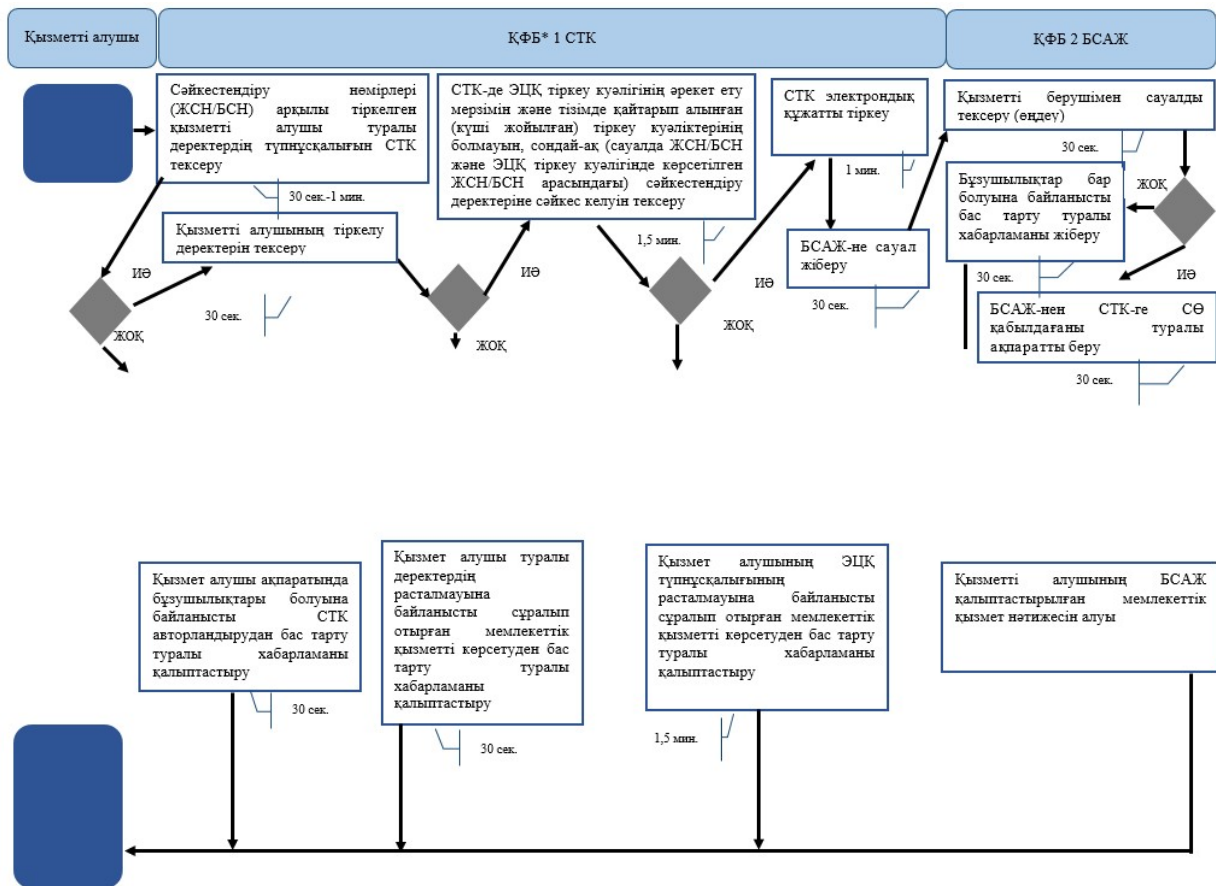 Қызметті алушы
ҚФБ* 1 СТК
ҚФБ 2 БСАЖ
Сәйкестендіру нөмірлері
(ЖСН/БСН) арқылы тіркелген
қызметті алушы туралы
деректердің түпнұсқалығын СТК
тексеру
30 сек.-1 мин.
Қызметті алушының тіркелу
деректерін тексеру
30 сек.
ИӘ
ЖОҚ
СТК-де ЭЦҚ тіркеу куәлігінің әрекет ету
мерзімін және тізімде қайтарып алынған
(күші жойылған) тіркеу куәліктерінің
болмауын, сондай-ақ (сауалда ЖСН/БСН
және ЭЦҚ тіркеу куәлігінде көрсетілген
ЖСН/БСН арасындағы) сәйкестендіру
деректеріне сәйкес келуін тексеру
1,5 мин.
ИӘ
ЖОҚ
СТК электрондық
құжатты тіркеу
1 мин.
БСАЖ-не сауал
жіберу
30 сек.
ИӘ
ЖОҚ
Қызметті берушімен сауалды
тексеру (өңдеу)
30 сек.
ЖОҚ
Бұзушылықтар бар
болуына байланысты
бас тарту туралы
хабарламаны жіберу
30 сек.
ИӘ
БСАЖ-нен СТК-ге СӨ
қабылдағаны туралы
ақпаратты беру
30 сек.
Қызмет алушы ақпаратында
бұзушылықтары болуына
байланысты СТК
авторландырудан бас тарту
туралы хабарламаны
қалыптастыру
30 сек.
Қызмет алушы туралы
деректердің
расталмауына
байланысты сұралып
отырған мемлекеттік
қызметті көрсетуден бас
тарту туралы
хабарламаны
қалыптастыру
30 сек.
Қызмет алушының ЭЦҚ
түпнұсқалығының
расталмауына байланысты
сұралып отырған мемлекеттік
қызметті көрсетуден бас тарту
туралы хабарламаны
қалыптастыру
1,5 мин.
Қызметті алушының БСАЖ
қалыптастырылған мемлекеттік
қызмет нәтижесін алуы